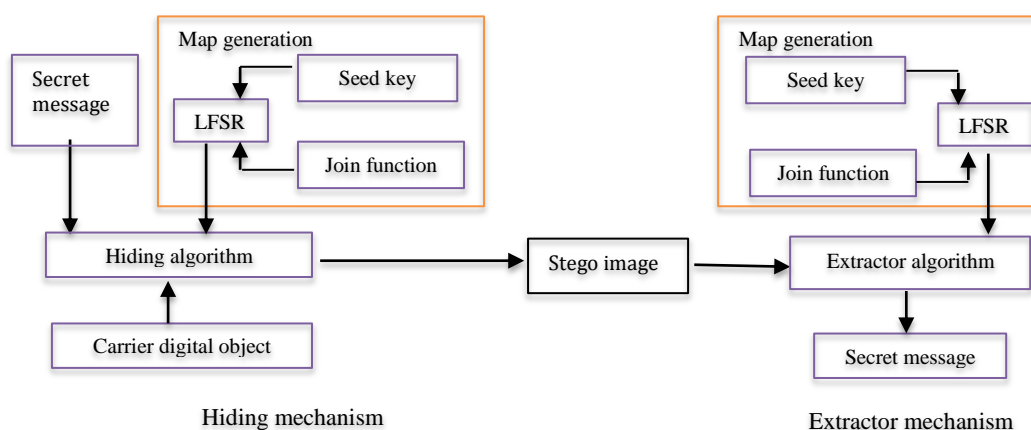 Map generation
Secret
message
Seed key
LFSR
Join function
Hiding algorithm
Carrier digital object
Hiding mechanism
Stego image
Map generation
Seed key
LFSR
Join function
Extractor algorithm
Secret message
Extractor mechanism